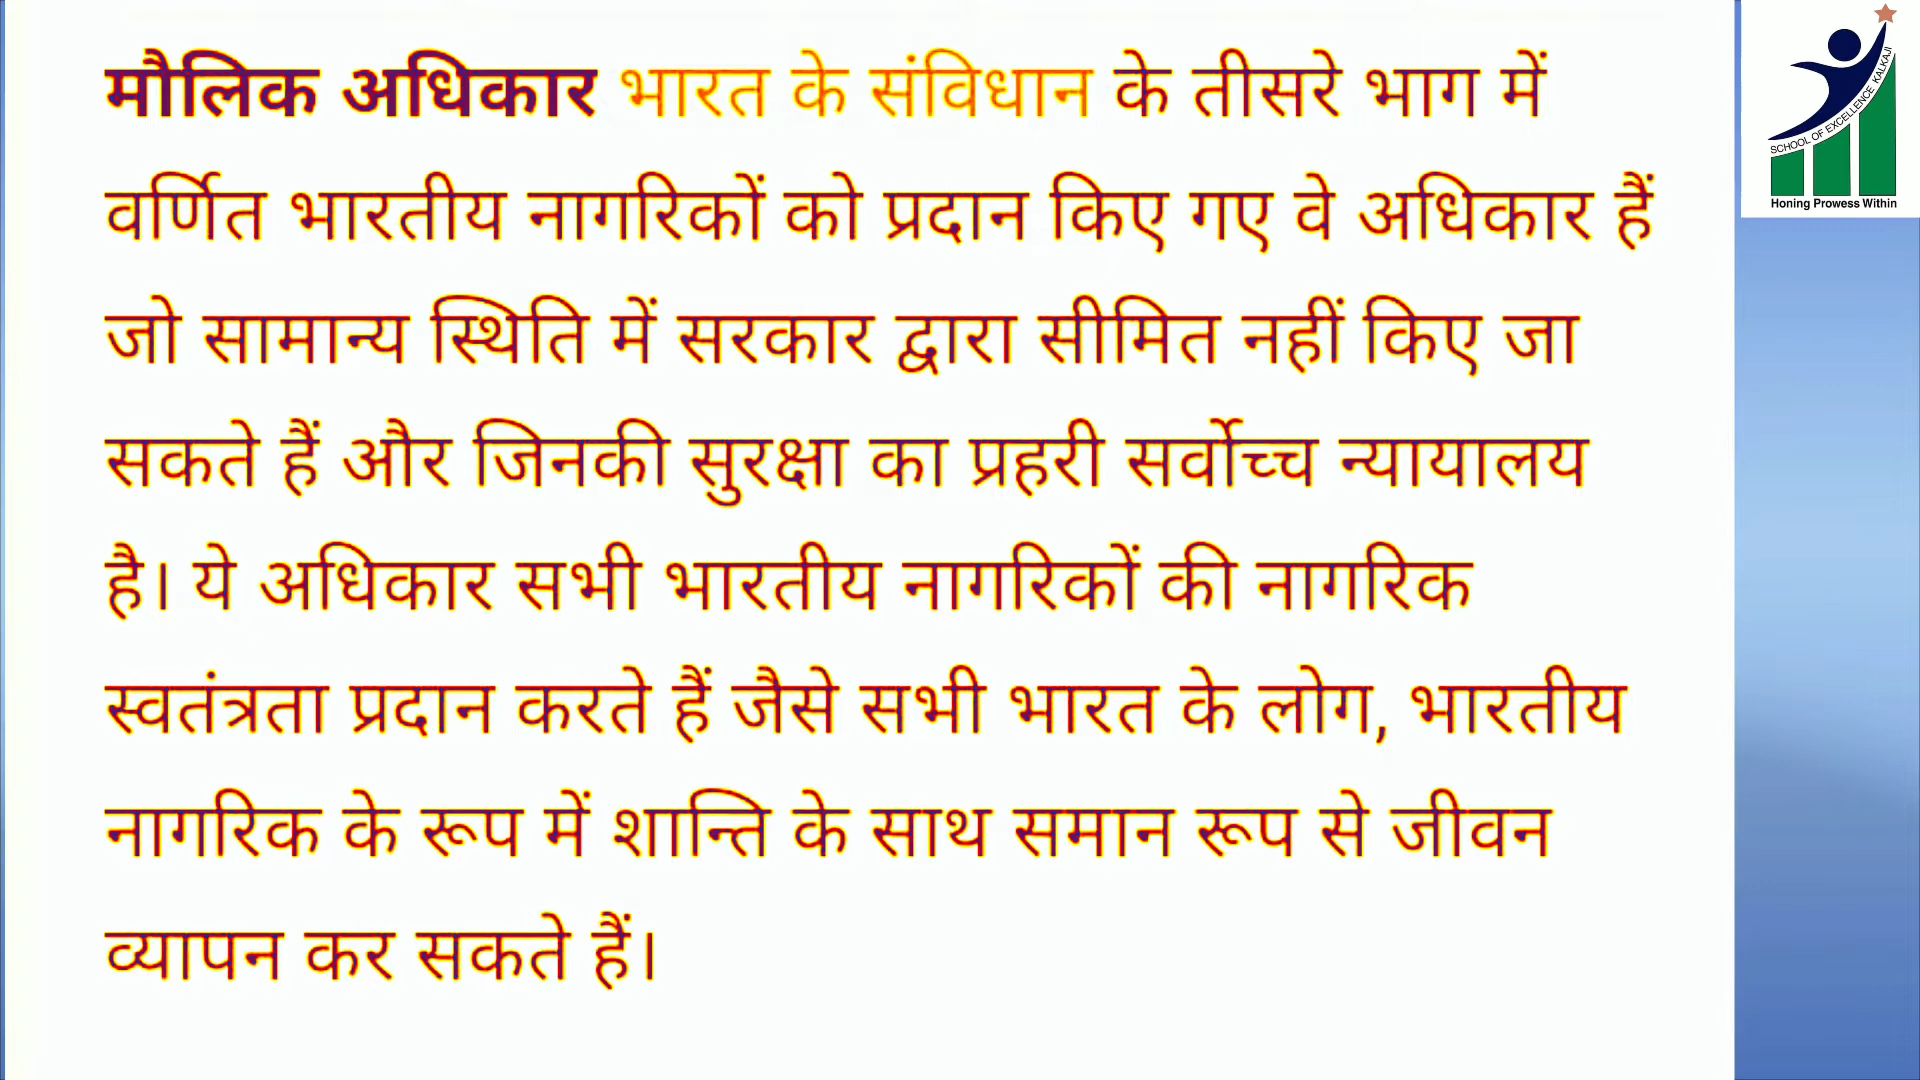 मौलिक अधिकार भारत के संविधान के तीसरे भाग में
वर्णित भारतीय नागरिकों को प्रदान किए गए वे अधिकार हैं
जो सामान्य स्थिति में सरकार द्वारा सीमित नहीं किए जा
सकते हैं और जिनकी सुरक्षा का प्रहरी सर्वोच्च न्यायालय
है। ये अधिकार सभी भारतीय नागरिकों की नागरिक
स्वतंत्रता प्रदान करते हैं जैसे सभी भारत के लोग, भारतीय
नागरिक के रूप में शान्ति के साथ समान रूप से जीवन
व्यापन कर सकते हैं।
SCHOOL OF EXCELLENCE KALKAJI
Honing Prowess Within